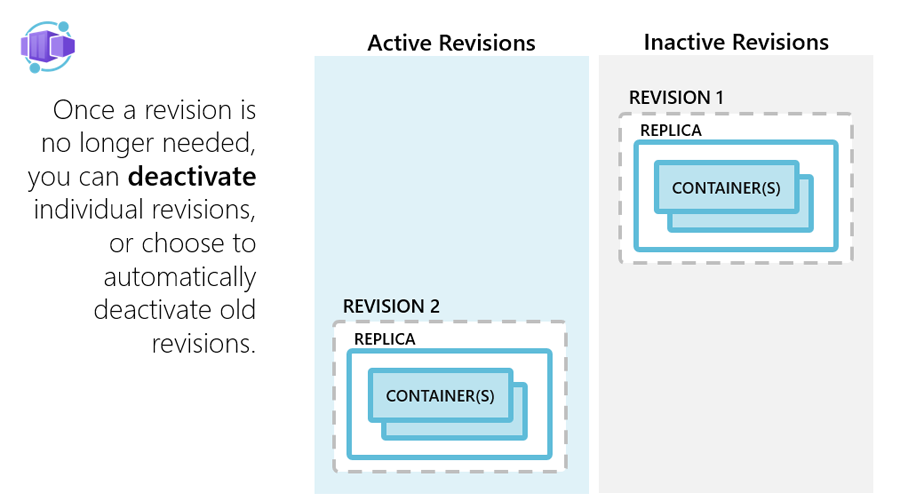 Once a revision is
no longer needed,
you can deactivate
individual revisions,
or choose to
automatically
deactivate old
revisions.
Active Revisions
REVISION 2
REPLICA
CONTAINER(S)
Inactive Revisions
REVISION 1
REPLICA
CONTAINER(S)